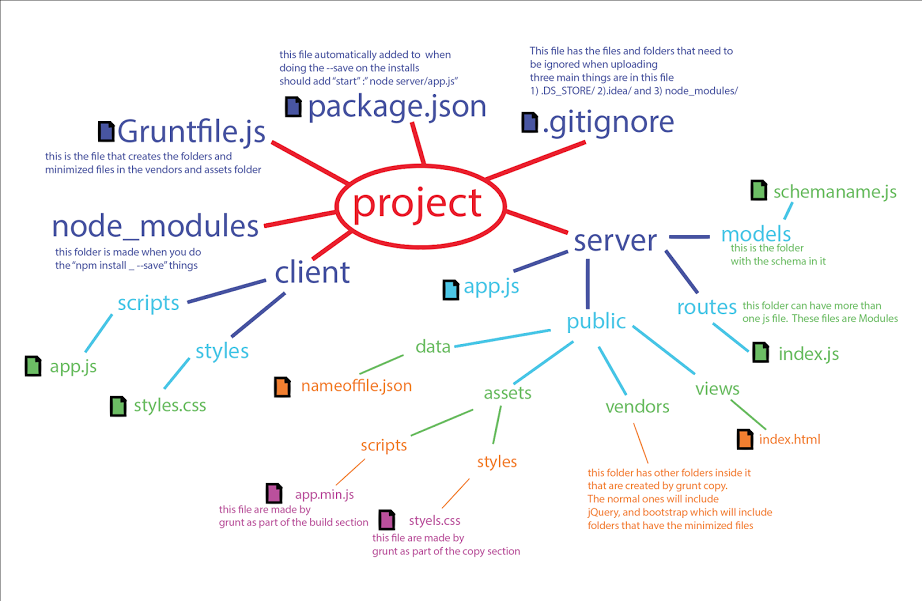 this file automatically added to when
doing the --save on the installs
should add "start" :" node server/app.js"
package.json
This file has the files and folders that need to
be ignored when uploading
three main things are in this file
1) .DS_STORE/ 2).idea/ and 3) node_modules/
.gitignore
Gruntfile.js
this is the file that creates the folders and
minimized files in the vendors and assets folder
project
node_modules
this folder is made when you do
the "npm install _ --save" things
client
scripts
app.js
styles
styles.css
server
app.js
models
schemaname.js
this is the folder
with the schema in it
routes
this folder can have more than
one js file. These files are Modules
index.js
public
data
nameoffile.json
assets
scripts
app.min.js
this file are made by
grunt as part of the build section
styles
styels.css
this file are made by
grunt as part of the copy section
vendors
this folder has other folders inside it
that are created by grunt copy.
The normal ones will include
jQuery, and bootstrap which will include
folders that have the minimized files
views
index.html